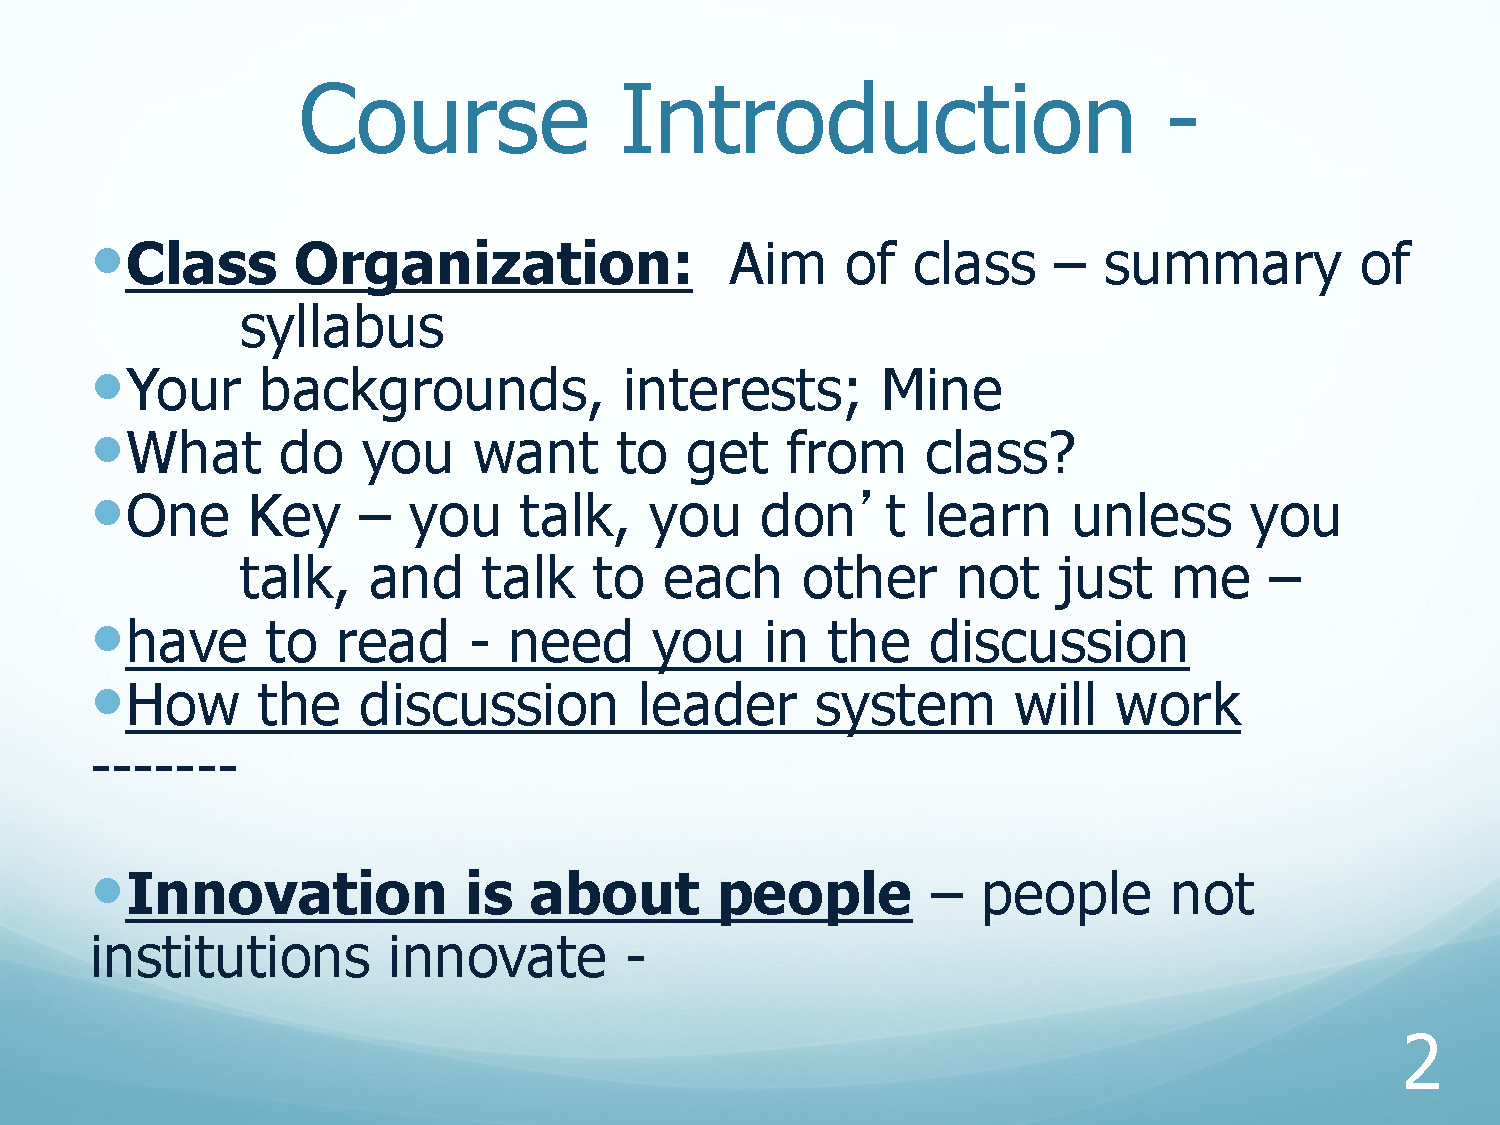 Course Introduction -
•Class Organization: Aim of class – summary of
syllabus
•Your backgrounds, interests; Mine
•What do you want to get from class?
•One Key – you talk, you don’t learn unless you
talk, and talk to each other not just me –
•have to read - need you in the discussion
•How the discussion leader system will work
-------
•Innovation is about people – people not
institutions innovate -
2